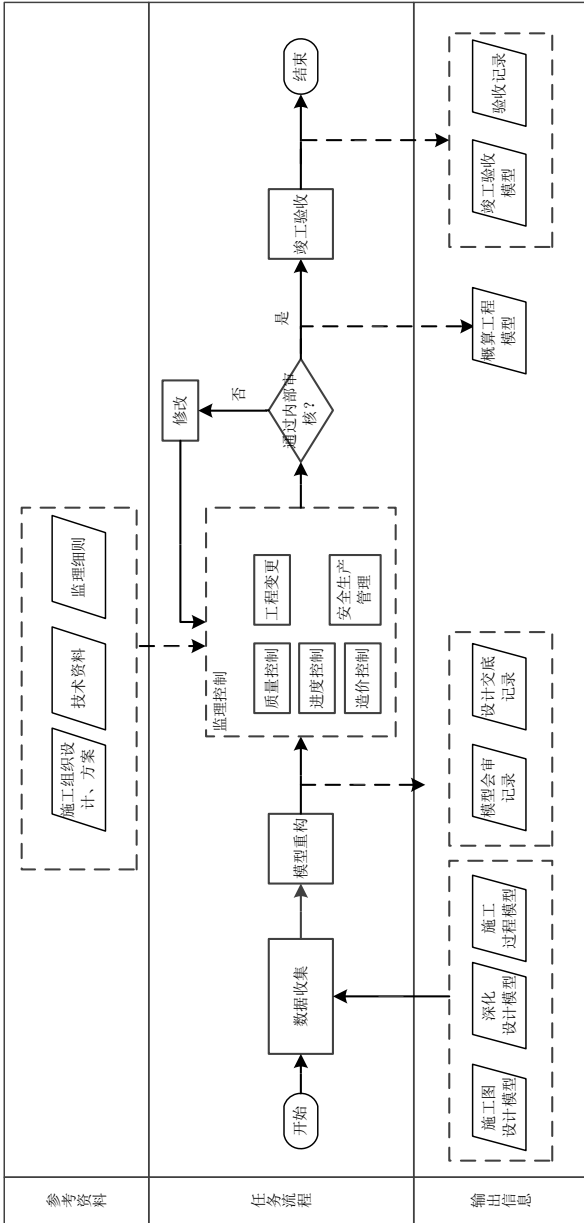 参考资料
施工组织设
计、方案
技术资料
监理细则
任务流程
开始
数据收集
模型重构
监理控制
质量控制
进度控制
造价控制
工程变更
安全生产
管理
通过内部审
核?
否
修改
是
竣工验收
结束
输出信息
施工图
设计模型
深化
设计模型
施工
过程模型
模型会审
记录
设计交底
记录
概算工程
模型
竣工验收
模型
验收记录